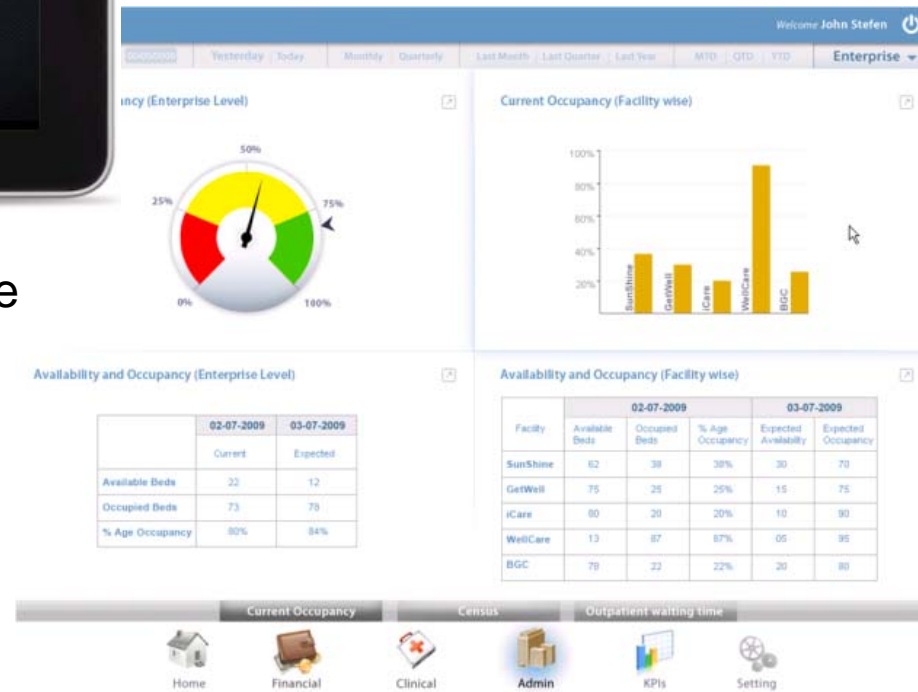 Welcome John Stefen
Yesterday | Today
Monthly | Quarterly
Last Month | Last Quarter | Last Year
MTD | QTD | YTD
Enterprise
ncy (Enterprise Level)
50%
25%
75%
0%
100%
Current Occupancy (Facility wise)
100%
80%
60%
40%
20%
SunShine
GetWell
iCare
WellCare
BGC
e
Availability and Occupancy (Enterprise Level)
02-07-2009 03-07-2009
Current Expected
Available Beds 22 12
Occupied Beds 73 78
% Age Occupancy 80% 84%
Availability and Occupancy (Facility wise)
02-07-2009 03-07-2009
Facility Available Beds Occupied Beds % Age Occupancy Expected Availability Expected Occupancy
SunShine 62 38 38% 30 70
GetWell 75 25 25% 15 75
iCare 80 20 20% 10 90
WellCare 13 87 87% 05 95
BGC 78 22 22% 20 80
Current Occupancy Census Outpatient waiting time
Home Financial Clinical Admin KPIs Setting